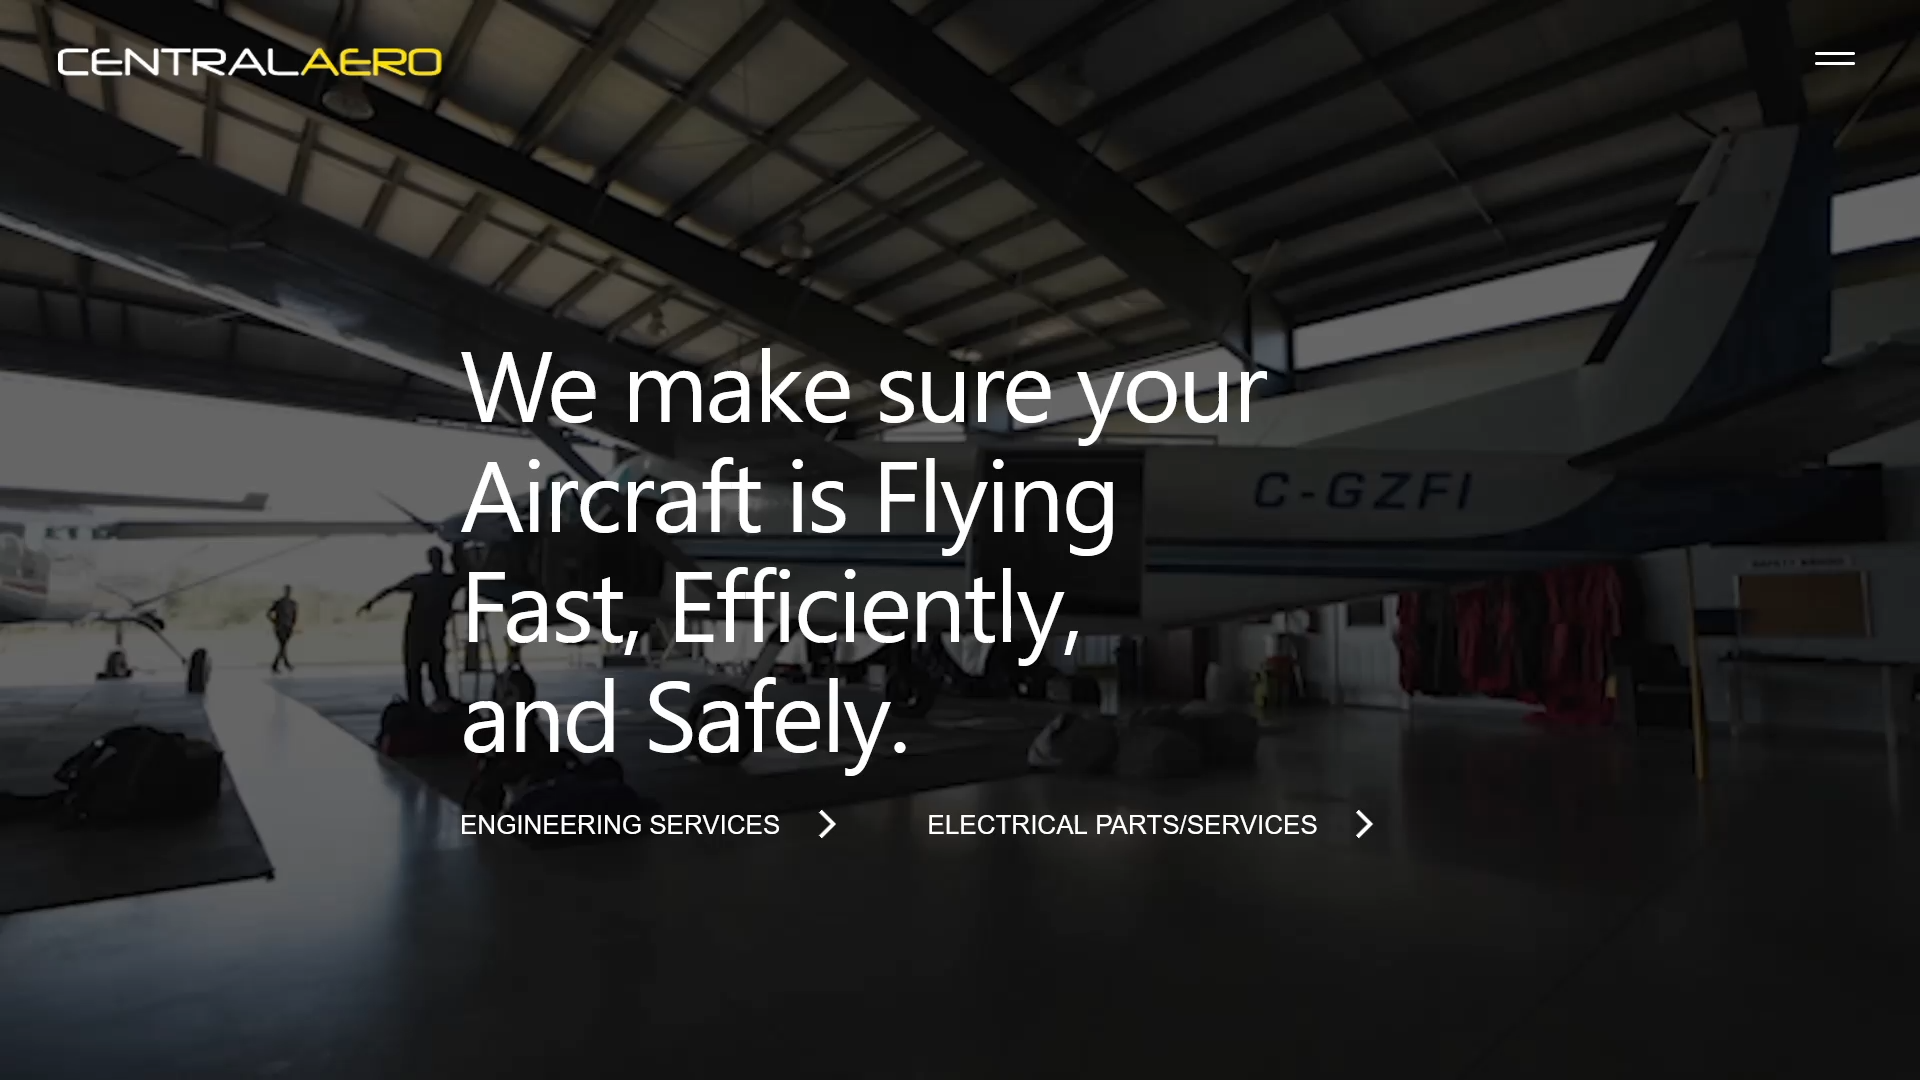 CENTRALAERO
We make sure your
Aircraft is Flying
Fast, Efficiently,
and Safely.
C-GZFI
ENGINEERING SERVICES
ELECTRICAL PARTS/SERVICES